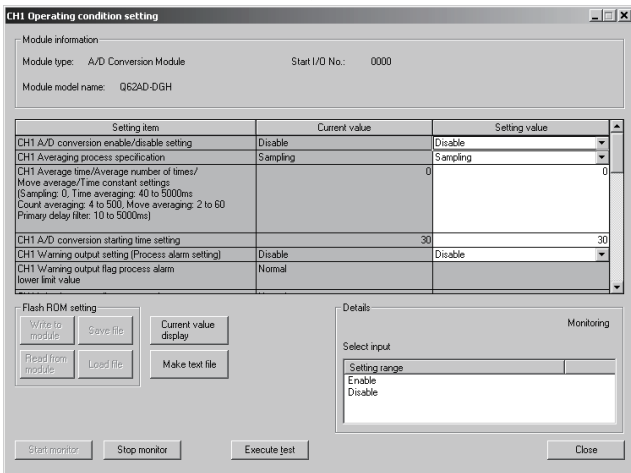 CH1 Operating condition setting
Module information
Module type: A/D Conversion Module Start I/O No.: 0000
Module model name: Q62AD-DGH
Setting item Current value Setting value
CH1 A/D conversion enable/disable setting Disable Disable
CH1 Averaging process specification Sampling Sampling
CH1 Average time/Average number of times/ 0 0
Move average/Time constant settings
(Sampling: 0, Time averaging: 40 to 5000ms
Count averaging: 4 to 500, Move averaging: 2 to 60
Primary delay filter: 10 to 5000ms)
CH1 A/D conversion starting time setting 30 30
CH1 Warning output setting (Process alarm setting) Disable Disable
CH1 Warning output flag process alarm Normal
lower limit value
Flash ROM setting
Write to
module
Save file
Current value
display
Read from
module
Load file
Make text file
Details
Monitoring
Select input
Setting range
Enable
Disable
Start monitor Stop monitor Execute test Close